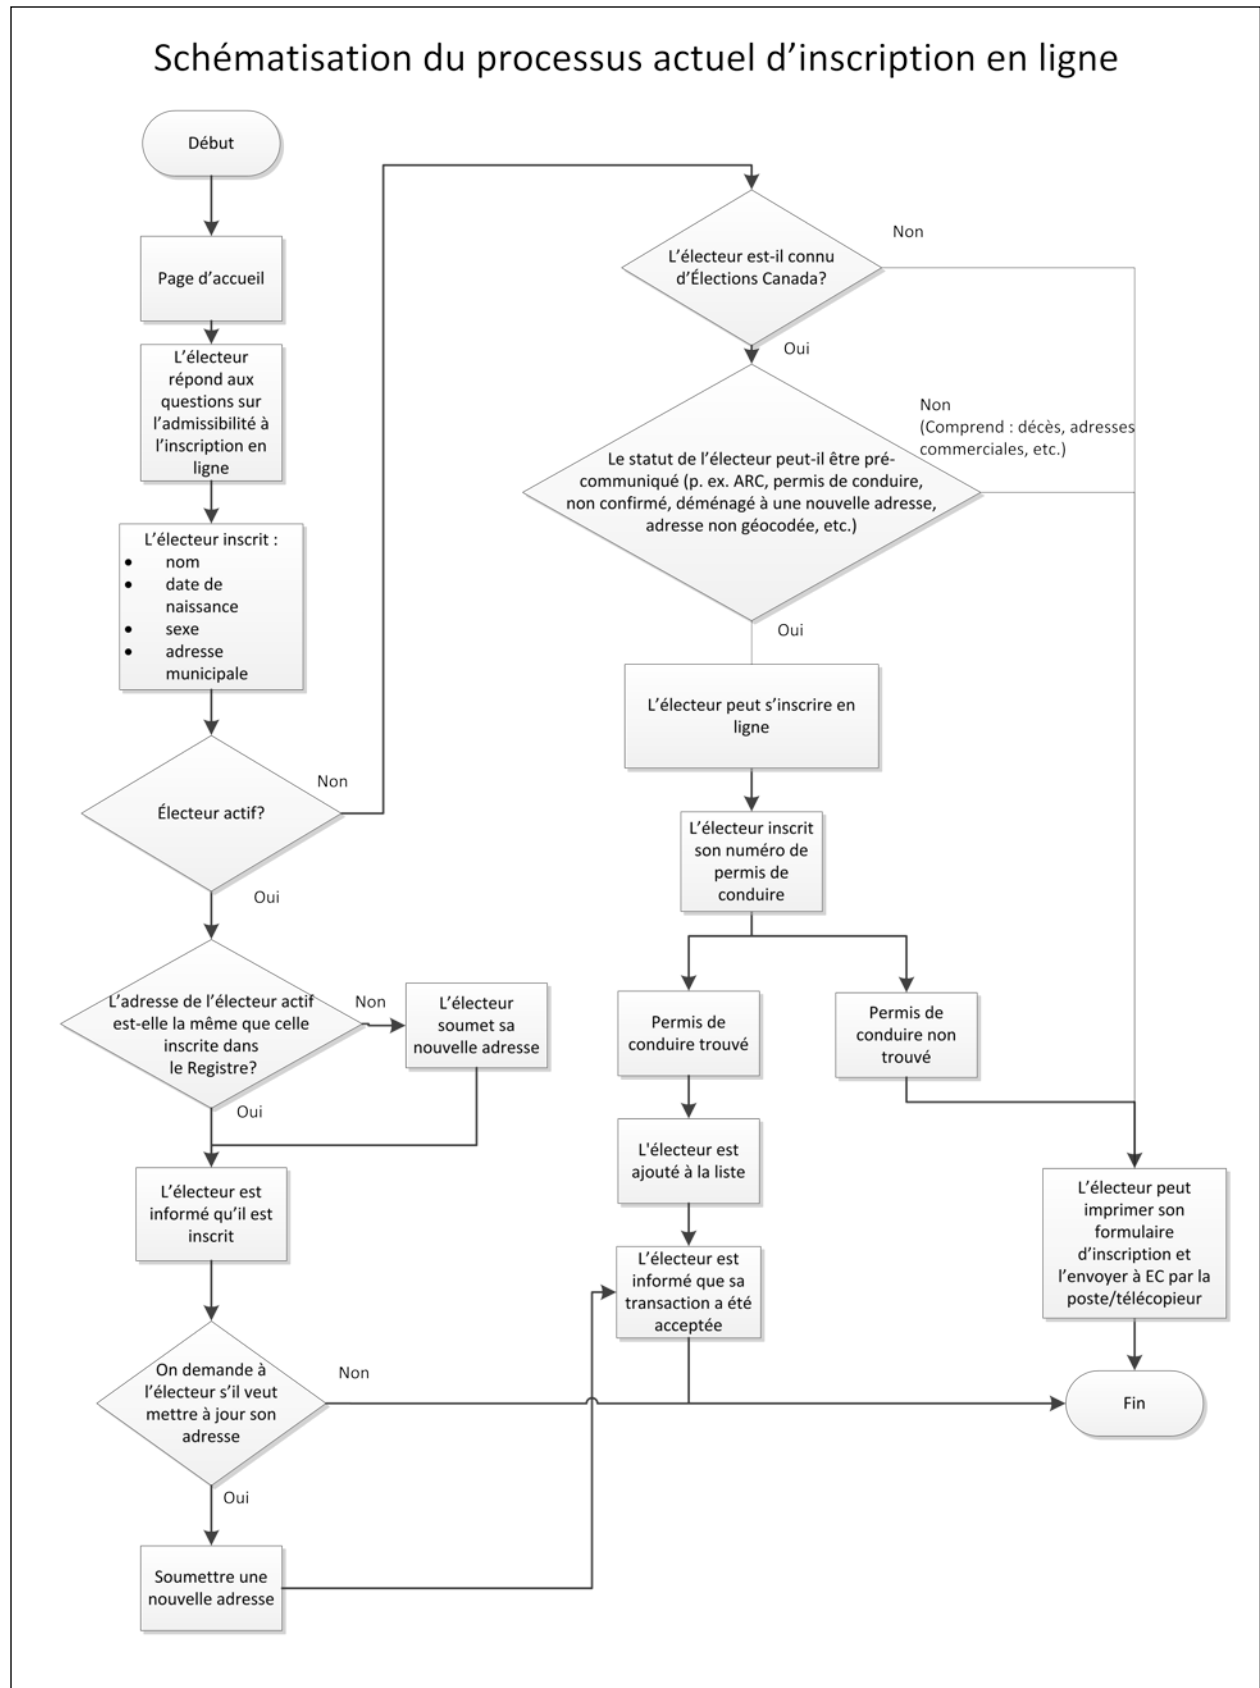 Schématisation du processus actuel d’inscription en ligne
Début
Page d’accueil
L’électeur
répond aux
questions sur
l’admissibilité à
l’inscription en
ligne
L’électeur inscrit :
• nom
• date de
naissance
• sexe
• adresse
municipale
Électeur actif?
Non
Oui
L’adresse de l’électeur actif
est-elle la même que celle
inscrite dans
le Registre?
Non
L’électeur
soumet sa
nouvelle adresse
Oui
L’électeur est
informé qu’il est
inscrit
On demande à
l’électeur s’il veut
mettre à jour son
adresse
Non
Oui
Soumettre une
nouvelle adresse
L’électeur est-il connu
d’Élections Canada?
Non
Oui
Le statut de l’électeur peut-il être pré-
communiqué (p. ex. ARC, permis de conduire,
non confirmé, déménagé à une nouvelle adresse,
adresse non géocodée, etc.)
Non
(Comprend : décès, adresses
commerciales, etc.)
Oui
L’électeur peut s’inscrire en
ligne
L’électeur inscrit
son numéro de
permis de
conduire
Permis de
conduire trouvé
Permis de
conduire non
trouvé
L'électeur est
ajouté à la liste
L’électeur est
informé que sa
transaction a été
acceptée
L’électeur peut
imprimer son
formulaire
d’inscription et
l’envoyer à EC par la
poste/télécopieur
Fin